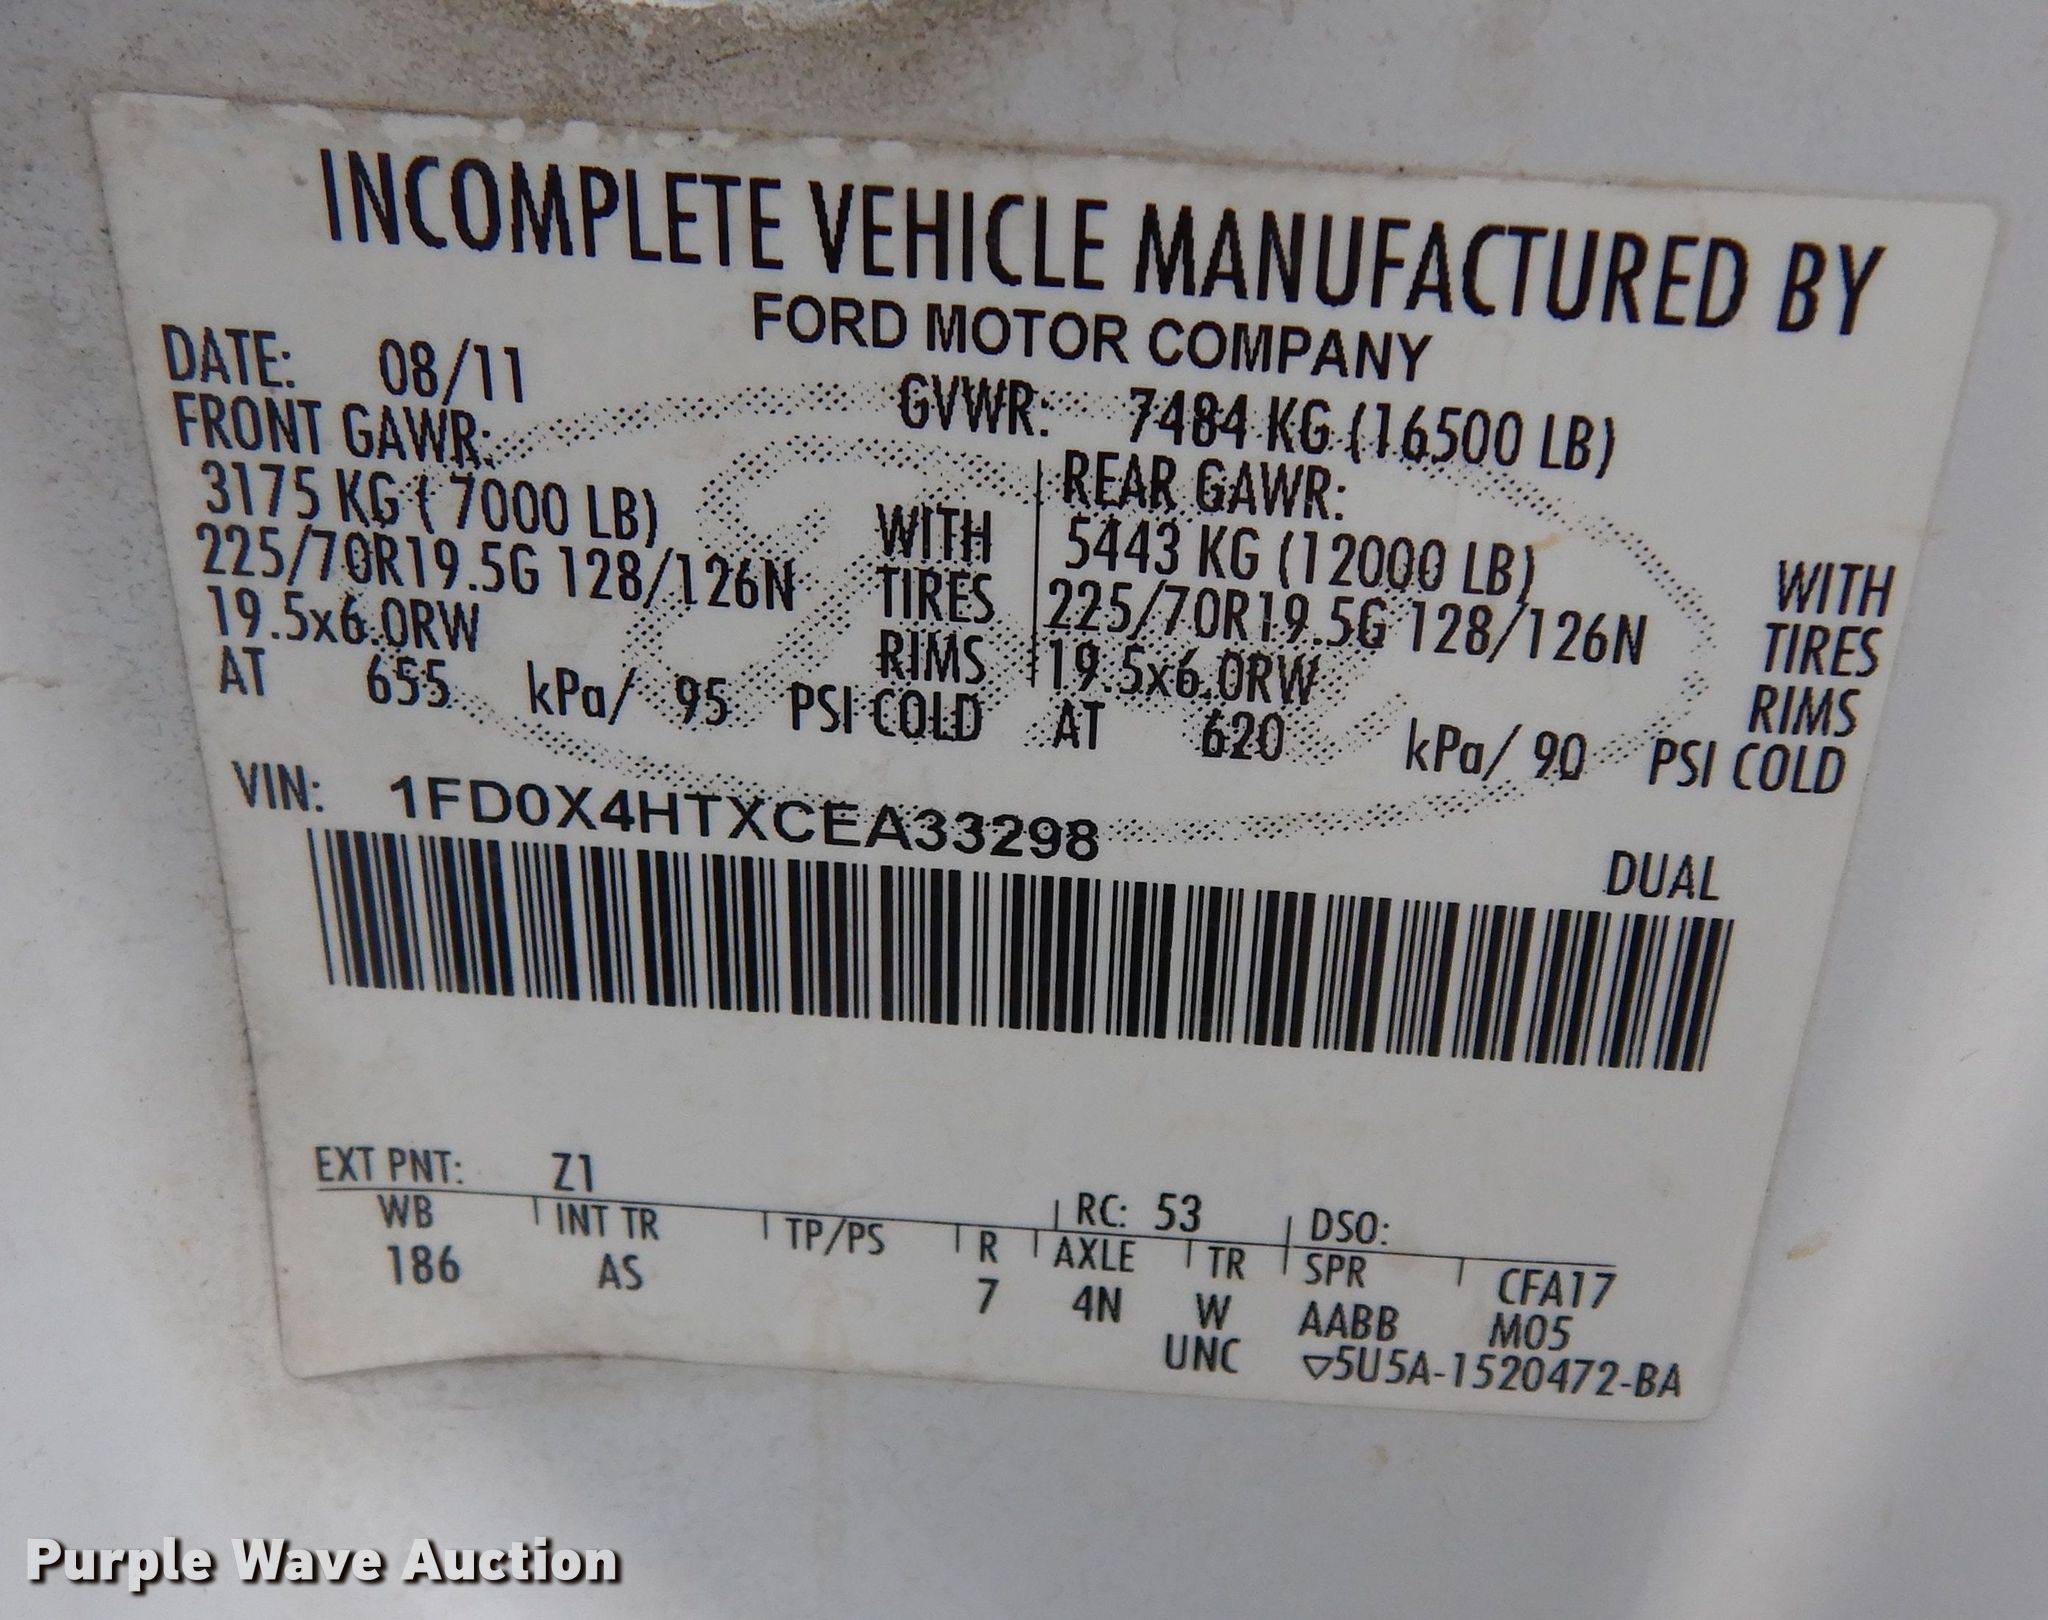 INCOMPLETE VEHICLE MANUFACTURED BY
FORD MOTOR COMPANY
DATE: 08/11 GVWR: 7484 KG (16500 LB)
FRONT GAWR: REAR GAWR:
3175 KG ( 7000 LB) WITH 5443 KG (12000 LB) WITH
225/70R19.5G 128/126N TIRES 225/70R19.5G 128/126N TIRES
19.5x6.0RW RIMS 19.5x6.0RW RIMS
AT 655 kPa/ 95 PSI COLD AT 620 kPa/ 90 PSI COLD
VIN: 1FD0X4HTXCEA33298
DUAL
EXT PNT: Z1 RC: 53 DSO:
WB INT TR TP/PS R AXLE TR SPR CFA17
186 AS 7 4N W AABB M05
UNC ▽5U5A-1520472-BA
Purple Wave Auction